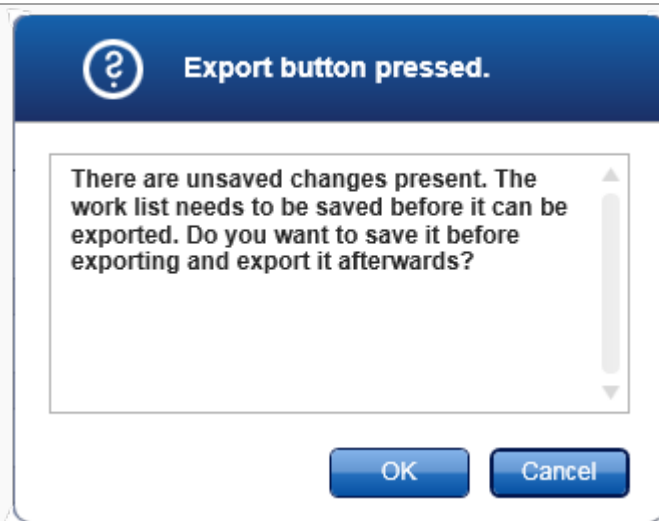 Export button pressed.
There are unsaved changes present. The
work list needs to be saved before it can be
exported. Do you want to save it before
exporting and export it afterwards?
OK
Cancel